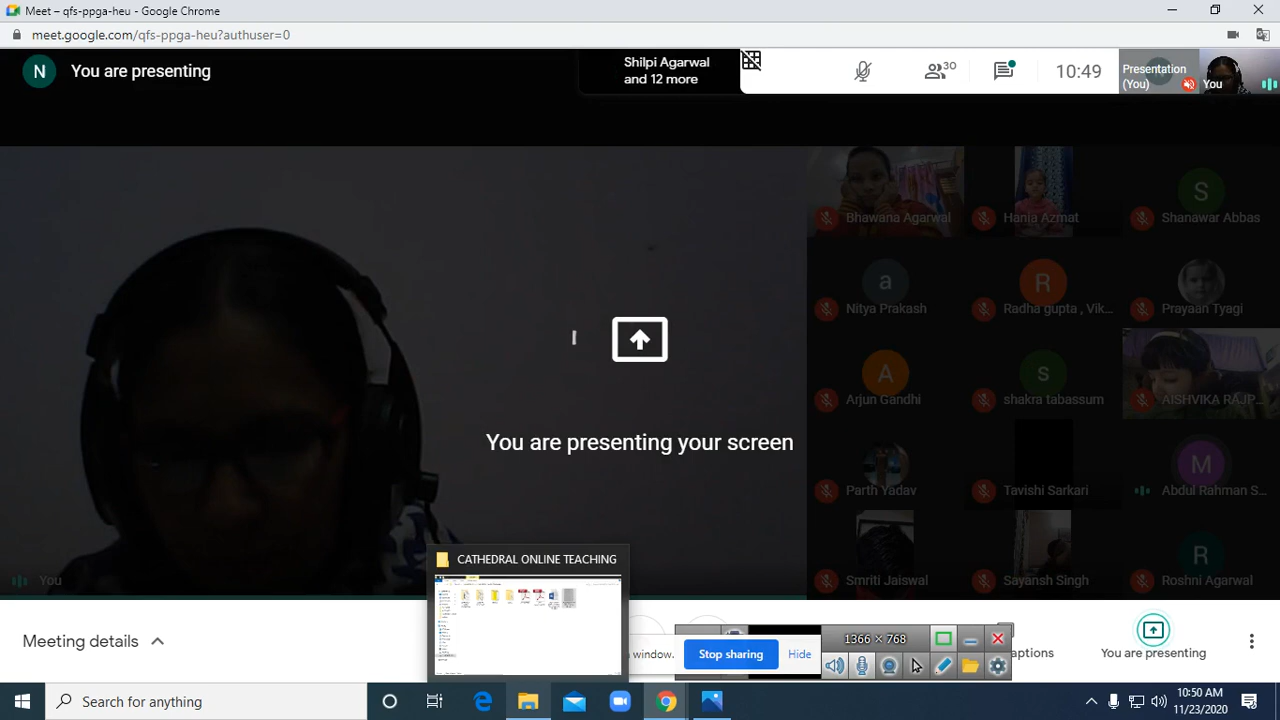 Meet – qfs-ppga-heu - Google Chrome
meet.google.com/qfs-ppga-heu?authuser=0
N
You are presenting
Shilpi Agarwal
and 12 more
30
10:49
Presentation
(You)
You
Bhawana Agarwal
Hania Azmat
S
Shanawar Abbas
a
Nitya Prakash
R
Radha gupta , Vik...
Prayaan Tyagi
A
Arjun Gandhi
s
shakra tabassum
AISHVIKA RAJP...
You are presenting your screen
Parth Yadav
Tavishi Sarkari
M
Abdul Rahman S...
Smriti Jaiswal
Sayansh Singh
R
Roshni Agarwal
You
CATHEDRAL ONLINE TEACHING
Meeting details
window.
Stop sharing
Hide
1366 × 768
aptions
You are presenting
Search for anything
10:50 AM
11/23/2020